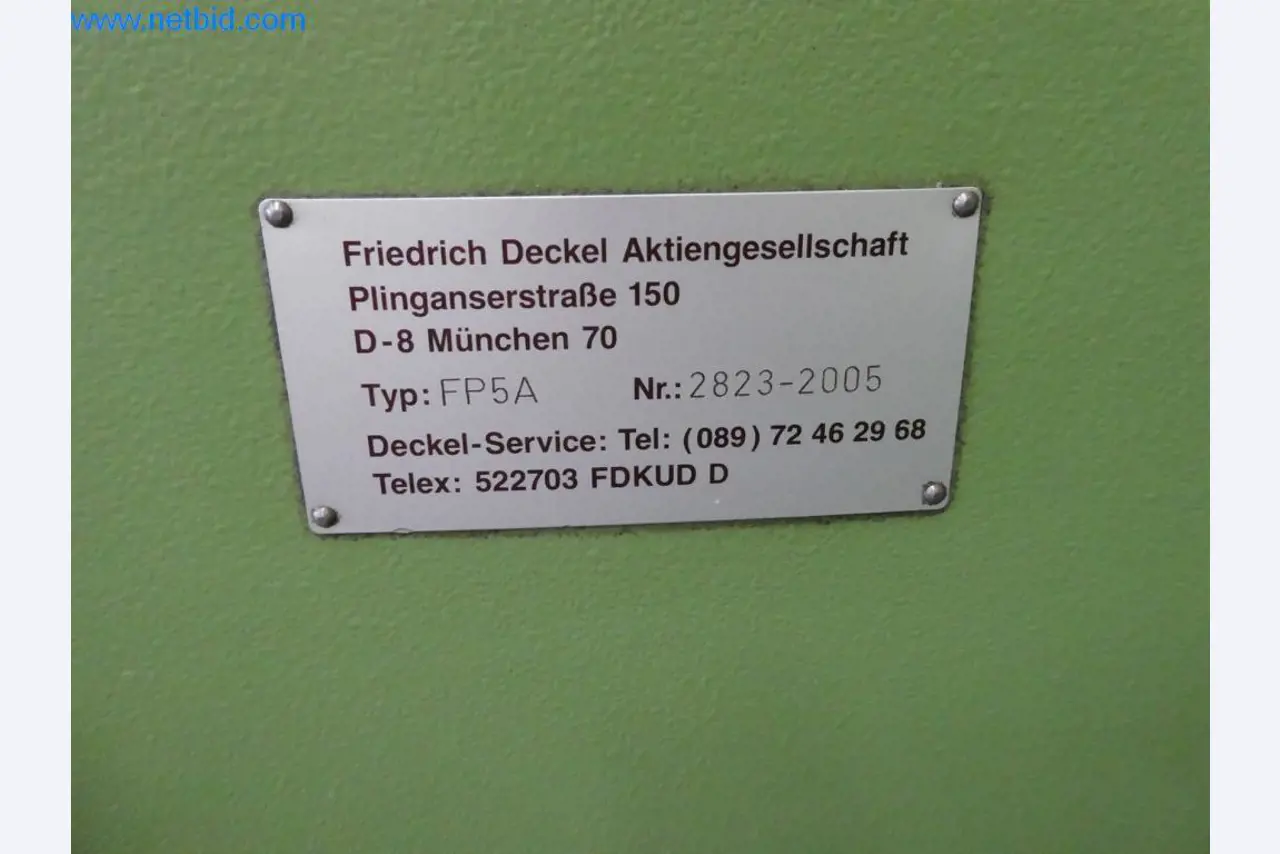 www.netbid.com
Friedrich Deckel Aktiengesellschaft
Plinganserstraße 150
D-8 München 70
Typ: FP5A Nr.: 2823-2005
Deckel-Service: Tel: (089) 72 46 29 68
Telex: 522703 FDKUD D